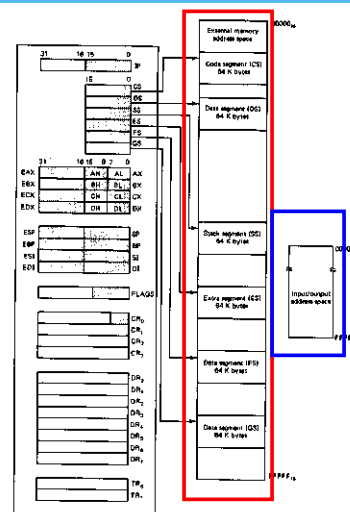 31 16 15 0
IP
15 0
CS
DS
SS
ES
FS
GS
31 16 15 8 7 0
EAX AH AL AX
EBX BH BL BX
ECX CH CL CX
EDX DH DL DX
ESP SP
EBP BP
ESI SI
EDI DI
FLAGS
CR0
CR1
CR2
CR3
DR2
DR3
DR4
DR5
DR6
DR7
External memory
address space
Code segment (CS)
64 K bytes
Data segment (DS)
64 K bytes
Stack segment (SS)
64 K bytes
Extra segment (ES)
64 K bytes
Data segment (FS)
64 K bytes
Data segment (GS)
64 K bytes
Input/output
address space